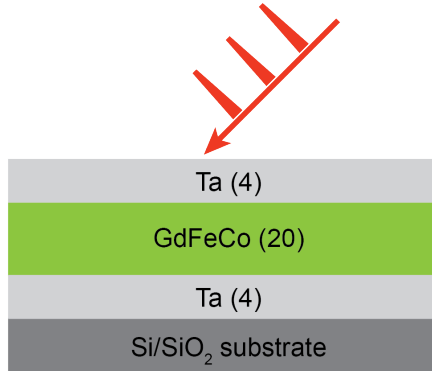 Ta (4)
GdFeCo (20)
Ta (4)
Si/SiO₂ substrate